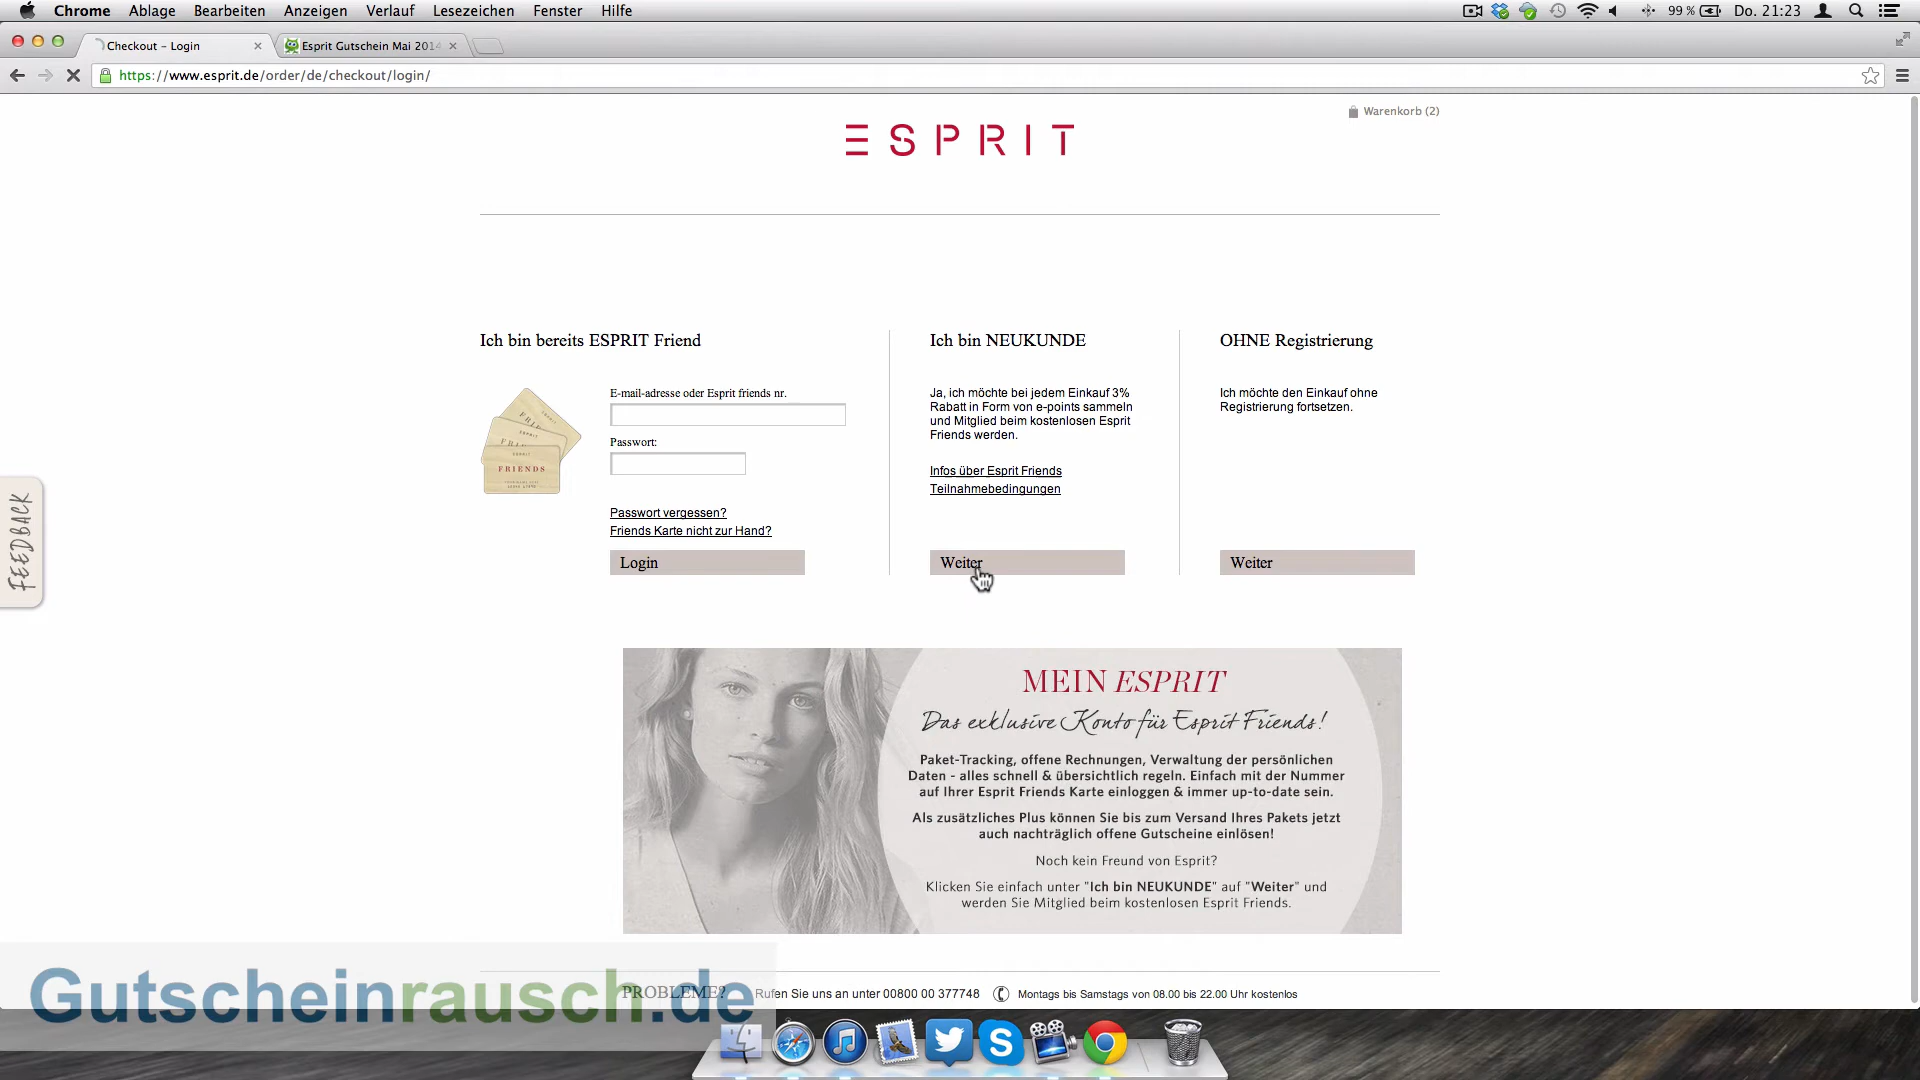 Chrome Ablage Bearbeiten Anzeigen Verlauf Lesezeichen Fenster Hilfe 99 % Do. 21:23
Checkout – Login Esprit Gutschein Mai 2014
https://www.esprit.de/order/de/checkout/login/
Warenkorb (2)
ESPRIT
Ich bin bereits ESPRIT Friend
E-mail-adresse oder Esprit friends nr.
Passwort:
FRIENDS
Passwort vergessen?
Friends Karte nicht zur Hand?
Login
Ich bin NEUKUNDE
Ja, ich möchte bei jedem Einkauf 3%
Rabatt in Form von e-points sammeln
und Mitglied beim kostenlosen Esprit
Friends werden.
Infos über Esprit Friends
Teilnahmebedingungen
Weiter
OHNE Registrierung
Ich möchte den Einkauf ohne
Registrierung fortsetzen.
Weiter
FEEDBACK
MEIN ESPRIT
Das exklusive Konto für Esprit Friends!
Paket-Tracking, offene Rechnungen, Verwaltung der persönlichen
Daten - alles schnell & übersichtlich regeln. Einfach mit der Nummer
auf Ihrer Esprit Friends Karte einloggen & immer up-to-date sein.
Als zusätzliches Plus können Sie bis zum Versand Ihres Pakets jetzt
auch nachträglich offene Gutscheine einlösen!
Noch kein Freund von Esprit?
Klicken Sie einfach unter "Ich bin NEUKUNDE" auf "Weiter" und
werden Sie Mitglied beim kostenlosen Esprit Friends.
PROBLEME? Rufen Sie uns an unter 00800 00 377748 Montags bis Samstags von 08.00 bis 22.00 Uhr kostenlos
Gutscheinrausch.de